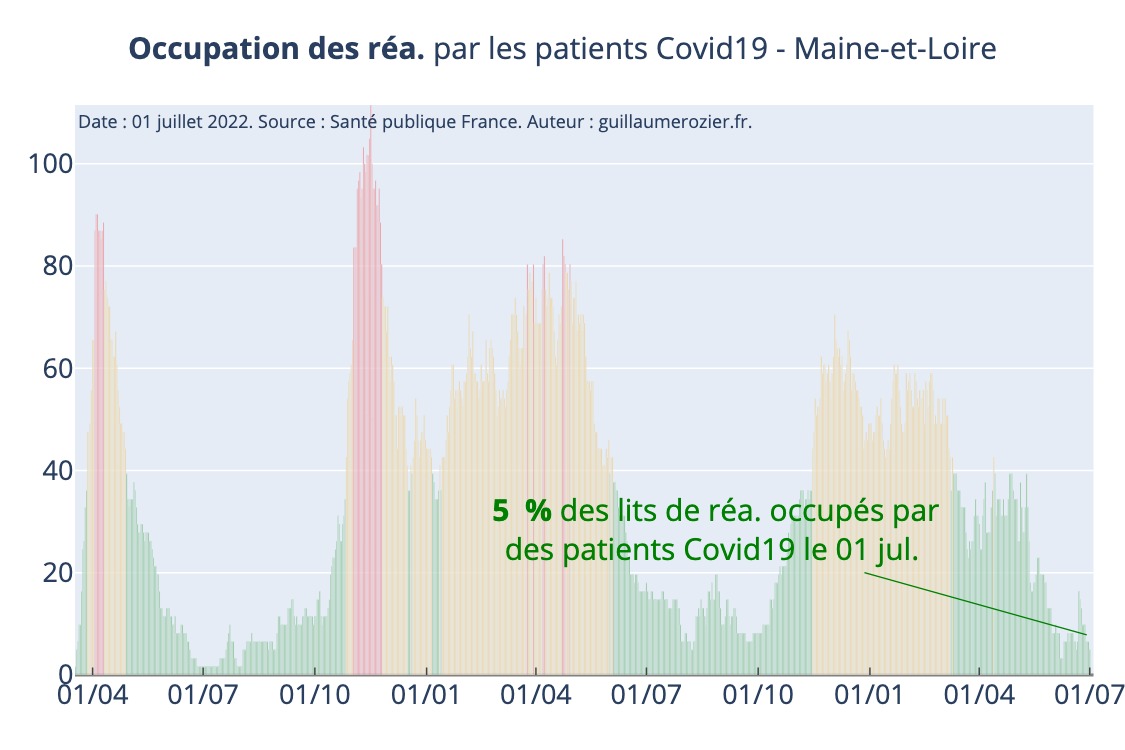 Occupation des réa. par les patients Covid19 - Maine-et-Loire
Date : 01 juillet 2022. Source : Santé publique France. Auteur : guillaumerozier.fr.
100
80
60
40
5  % des lits de réa. occupés par
des patients Covid19 le 01 jul.
20
0
01/04 01/07 01/10 01/01 01/04 01/07 01/10 01/01 01/04 01/07